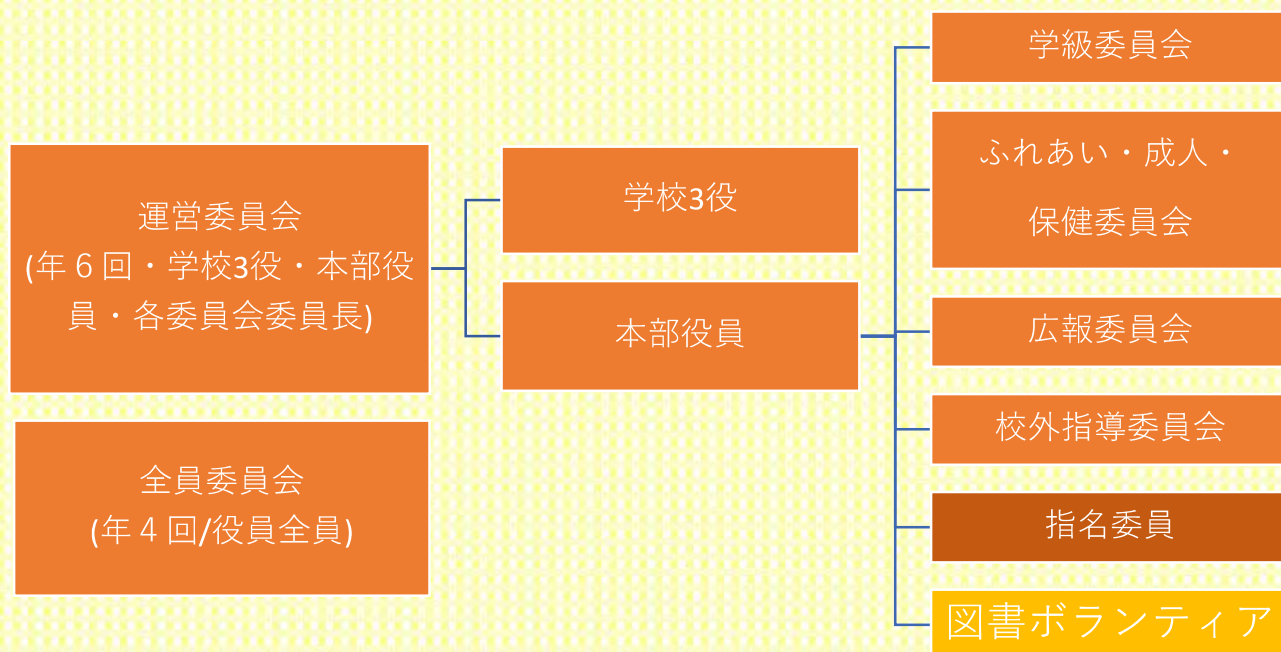 運営委員会
(年６回・学校3役・本部役
員・各委員会委員長)
全員委員会
(年４回/役員全員)
学校3役
本部役員
学級委員会
ふれあい・成人・
保健委員会
広報委員会
校外指導委員会
指名委員
図書ボランティア